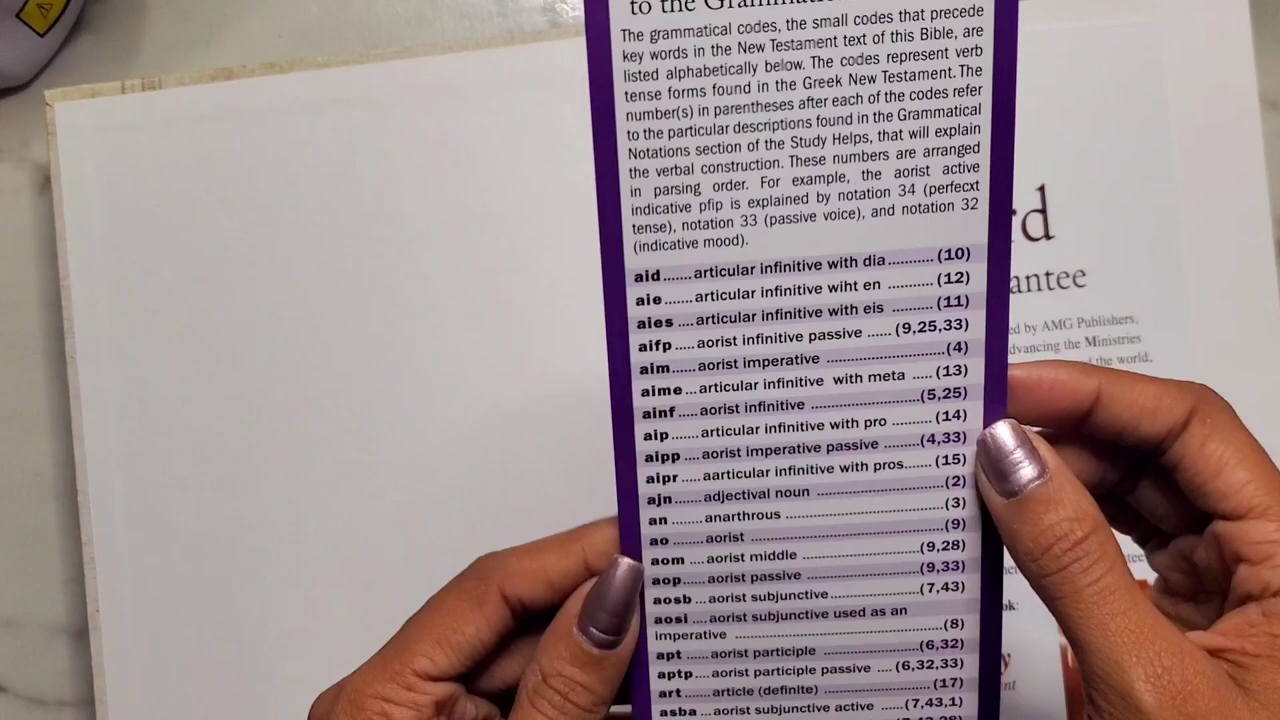 to the Grammati
The grammatical codes, the small codes that precede
key words in the New Testament text of this Bible, are
listed alphabetically below. The codes represent verb
tense forms found in the Greek New Testament. The
number(s) in parentheses after each of the codes refer
to the particular descriptions found in the Grammatical
Notations section of the Study Helps, that will explain
the verbal construction. These numbers are arranged
in parsing order. For example, the aorist active
indicative pfip is explained by notation 34 (perfecxt
tense), notation 33 (passive voice), and notation 32
(indicative mood).
aid.......articular infinitive with dia...........(10)
aie.......articular infinitive wiht en ..........(12)
aies ....articular infinitive with eis .........(11)
aifp .....aorist infinitive passive ......(9,25,33)
aim......aorist imperative ........................(4)
aime...articular infinitive with meta .....(13)
ainf .....aorist infinitive ......................(5,25)
aip.......articular infinitive with pro ..........(14)
aipp ....aorist imperative passive ........(4,33)
aipr .....aarticular infinitive with pros.......(15)
ajn.......adjectival noun ...........................(2)
an ........anarthrous .................................(3)
ao ........aorist ........................................(9)
aom ....aorist middle .........................(9,28)
aop......aorist passive ........................(9,33)
aosb ...aorist subjunctive ...................(7,43)
aosi ....aorist subjunctive used as an
imperative .......................................(8)
apt ......aorist participle .....................(6,32)
aptp ....aorist participle passive ....(6,32,33)
art .......article (definite) .....................(17)
asba ...aorist subjunctive active ......(7,43,1)
rd
antee
ed by AMG Publishers,
dvancing the Ministries
d the world,
ok:
y
nt